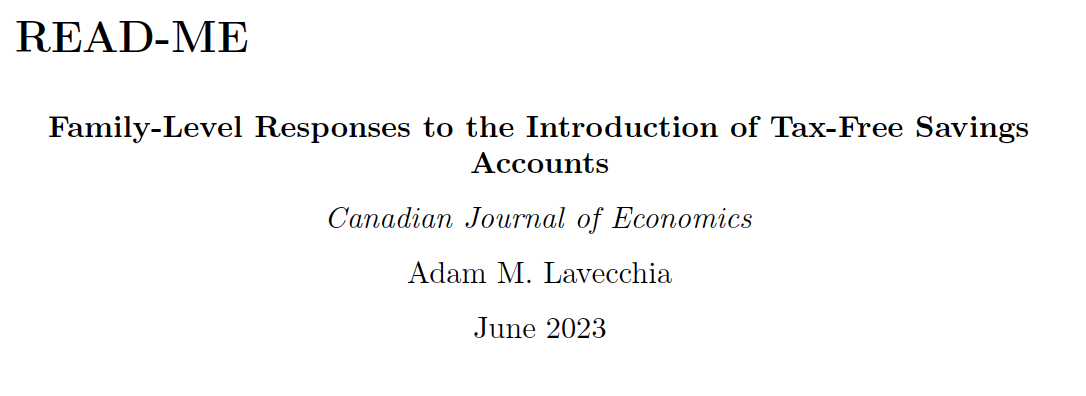 READ-ME
Family-Level Responses to the Introduction of Tax-Free Savings
Accounts
Canadian Journal of Economics
Adam M. Lavecchia
June 2023